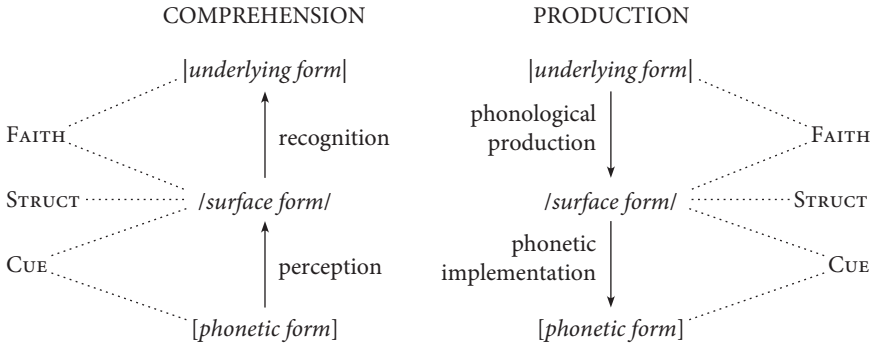 COMPREHENSION
|underlying form|
FAITH
recognition
STRUCT
/surface form/
CUE
perception
[phonetic form]
PRODUCTION
|underlying form|
phonological
production
FAITH
/surface form/
STRUCT
phonetic
implementation
CUE
[phonetic form]